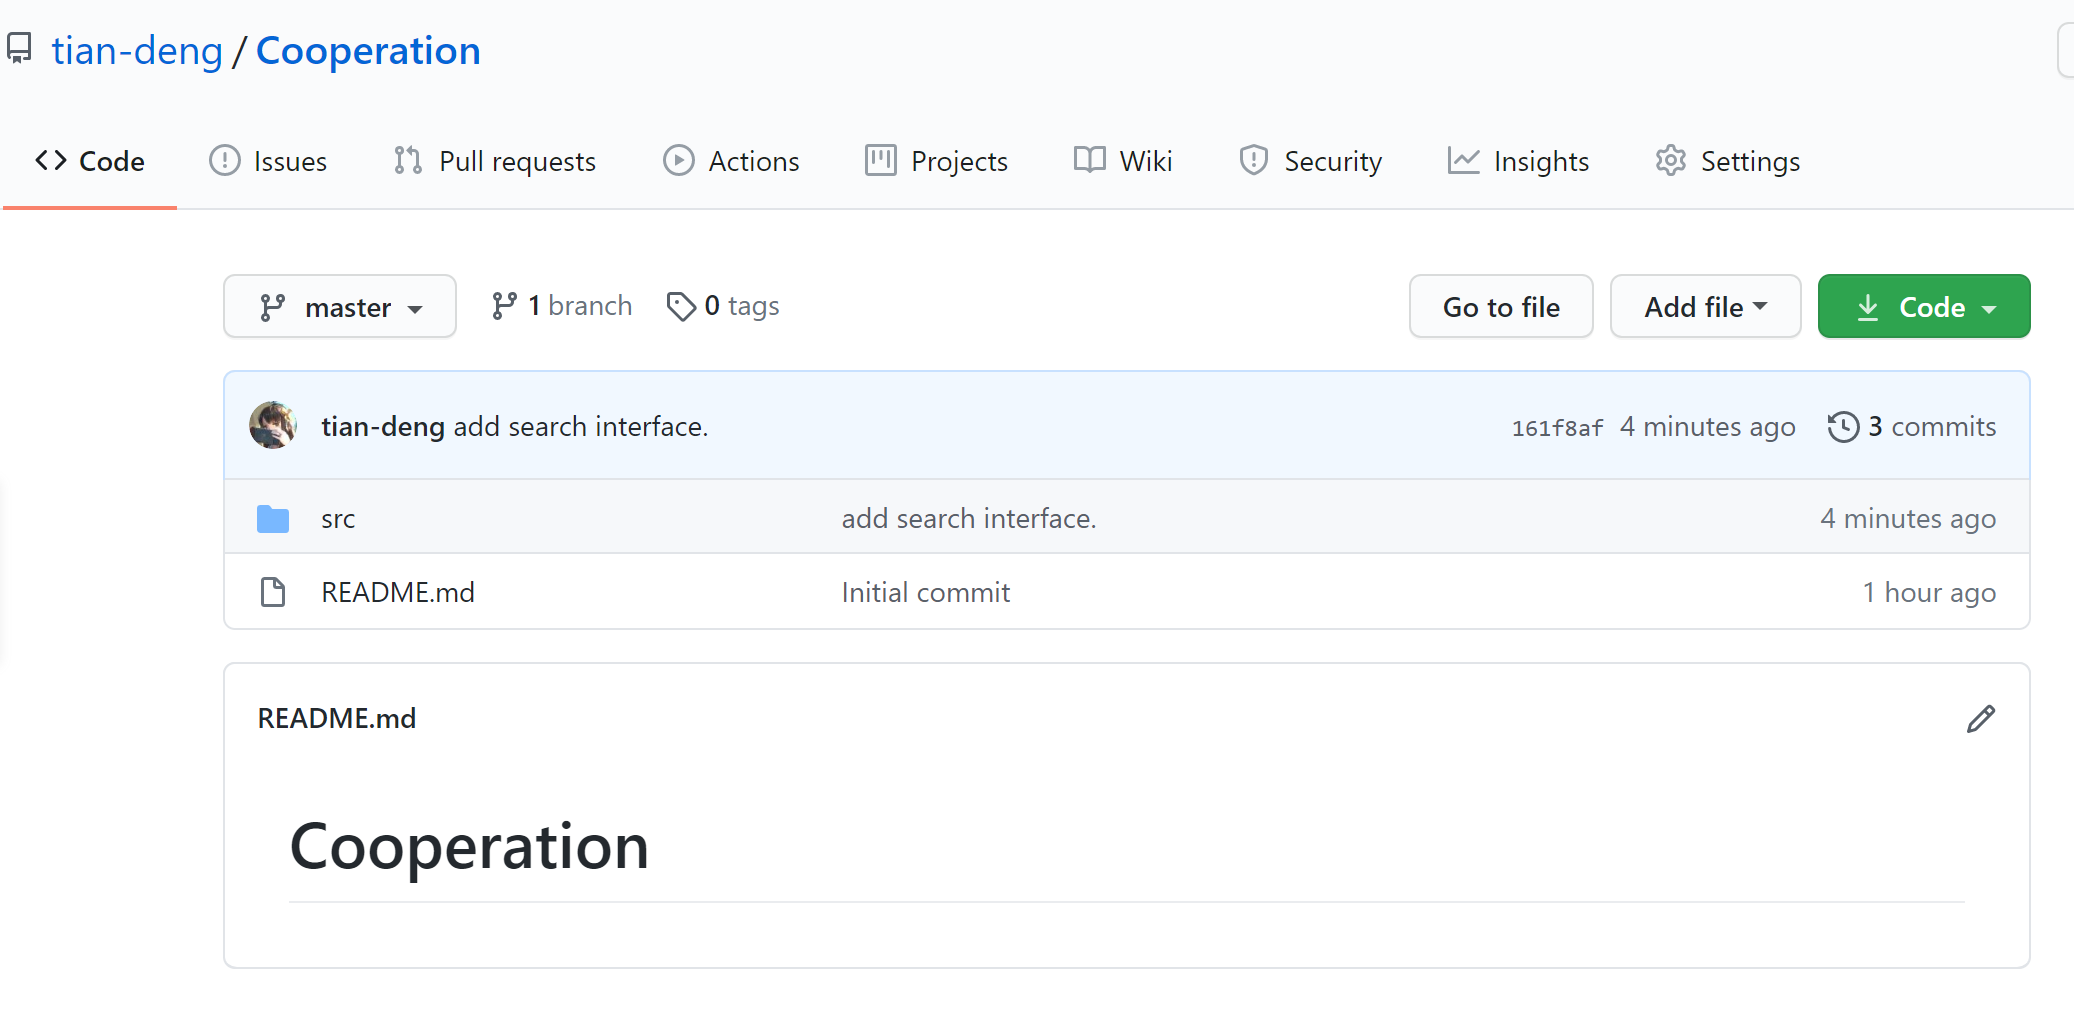 tian-deng / Cooperation
Code Issues Pull requests Actions Projects Wiki Security Insights Settings
master 1 branch 0 tags Go to file Add file Code
tian-deng add search interface. 161f8af 4 minutes ago 3 commits
src add search interface. 4 minutes ago
README.md Initial commit 1 hour ago
README.md
Cooperation